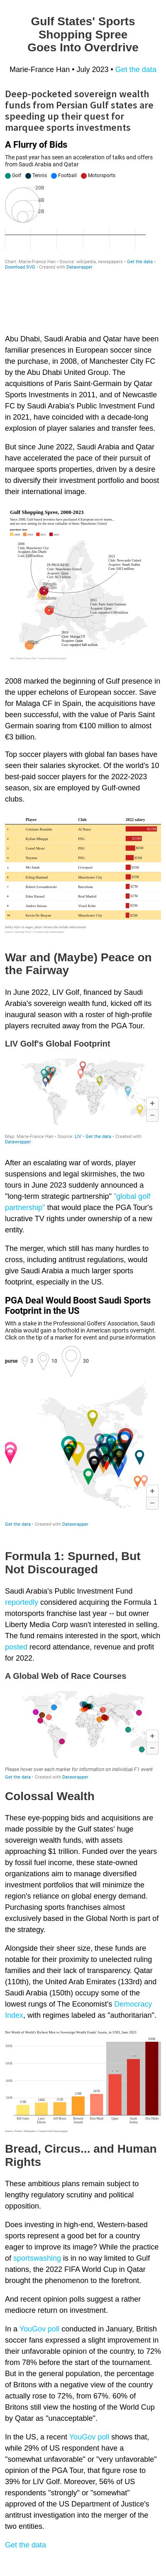 Gulf States' Sports
Shopping Spree
Goes Into Overdrive
Marie-France Han • July 2023 • Get the data
Deep-pocketed sovereign wealth
funds from Persian Gulf states are
speeding up their quest for
marquee sports investments
A Flurry of Bids
The past year has seen an acceleration of talks and offers
from Saudi Arabia and Qatar
Golf Tennis Football Motorsports
20B
8B
2B
Chart: Marie-France Han • Source: wikipedia, newspapers • Get the data •
Download SVG • Created with Datawrapper
Abu Dhabi, Saudi Arabia and Qatar have been
familiar presences in European soccer since
the purchase, in 2008, of Manchester City FC
by the Abu Dhabi United Group. The
acquisitions of Paris Saint-Germain by Qatar
Sports Investments in 2011, and of Newcastle
FC by Saudi Arabia's Public Investment Fund
in 2021, have coincided with a decade-long
explosion of player salaries and transfer fees.
But since June 2022, Saudi Arabia and Qatar
have accelerated the pace of their pursuit of
marquee sports properties, driven by a desire
to diversify their investment portfolio and boost
their international image.
Gulf Shopping Spree, 2008-2023
2008 marked the beginning of Gulf presence in
the upper rungs of European soccer. Save
for Malaga CF in Spain, the acquisitions have
been successful, with the value of Paris Saint
Germain soaring from €100 million to almost
€3 billion.
Top soccer players with global fan bases have
seen their salaries skyrocket. Of the world's 10
best-paid soccer players for the 2022-2023
season, six are employed by Gulf-owned
clubs.
Player Club 2022 salary
1 Cristiano Ronaldo Al Nassr
2 Kylian Mbappe PSG
3 Lionel Messi PSG
4 Neymar PSG
5 Mo Salah Liverpool
6 Erling Haaland Manchester City
7 Robert Lewandowski Barcelona
8 Eden Hazard Real Madrid
9 Andres Iniesta Vissel Kobe
10 Kevin De Bruyne Manchester City
War and (Maybe) Peace on
the Fairway
In June 2022, LIV Golf, financed by Saudi
Arabia's sovereign wealth fund, kicked off its
inaugural season with a roster of high-profile
players recruited away from the PGA Tour.
LIV Golf's Global Footprint
Map: Marie-France Han • Source: LIV • Get the data • Created with
Datawrapper
After an escalating war of words, player
suspensions and legal skimishes, the two
tours in June 2023 suddenly announced a
"long-term strategic partnership" "global golf
partnership" that would place the PGA Tour's
lucrative TV rights under ownership of a new
entity.
The merger, which still has many hurdles to
cross, including antitrust regulations, would
give Saudi Arabia a much larger sports
footprint, especially in the US.
PGA Deal Would Boost Saudi Sports
Footprint in the US
With a stake in the Professional Golfers' Association, Saudi
Arabia would gain a foothold in American sports overnight.
Click on the tip of a marker for event and purse information
purse 3 10 30
Get the data • Created with Datawrapper
Formula 1: Spurned, But
Not Discouraged
Saudi Arabia's Public Investment Fund
reportedly considered acquiring the Formula 1
motorsports franchise last year -- but owner
Liberty Media Corp wasn't interested in selling.
The fund remains interested in the sport, which
posted record attendance, revenue and profit
for 2022.
A Global Web of Race Courses
Please hover over each marker for information on individual F1 event
Get the data • Created with Datawrapper
Colossal Wealth
These eye-popping bids and acquisitions are
made possible by the Gulf states' huge
sovereign wealth funds, with assets
approaching $1 trillion. Funded over the years
by fossil fuel income, these state-owned
organizations aim to manage diversified
investment portfolios that will minimize the
region's reliance on global energy demand.
Purchasing sports franchises almost
exclusively based in the Global North is part of
the strategy.
Alongside their sheer size, these funds are
notable for their proximity to unelected ruling
families and their lack of transparency. Qatar
(110th), the United Arab Emirates (133rd) and
Saudi Arabia (150th) occupy some of the
lowest rungs of The Economist's Democracy
Index, with regimes labeled as "authoritarian".
Net Worth of World's Richest Men vs Sovereign Wealth Funds' Assets, in USD, June 2023
Bread, Circus... and Human
Rights
These ambitious plans remain subject to
lengthy regulatory scrutiny and political
opposition.
Does investing in high-end, Western-based
sports represent a good bet for a country
eager to burnish its image? While the practice
of sportswashing is in no way limited to Gulf
nations, the 2022 FIFA World Cup in Qatar
brought the phenomenon to the forefront.
And recent opinion polls suggest a rather
mediocre return on investment.
In a YouGov poll conducted in January, British
soccer fans expressed a slight improvement in
their unfavorable opinion of the country, to 72%
from 78% before the start of the tournament.
But in the general population, the percentage
of Britons with a negative view of the country
actually rose to 72%, from 67%. 60% of
Britons still view the hosting of the World Cup
by Qatar as "unacceptable".
In the US, a recent YouGov poll shows that,
while 29% of US respondent have a
"somewhat unfavorable" or "very unfavorable"
opinion of the PGA Tour, that figure rose to
39% for LIV Golf. Moreover, 56% of US
respondents "strongly" or "somewhat"
approved of the US Department of Justice's
antitrust investigation into the merger of the
two entities.
Get the data